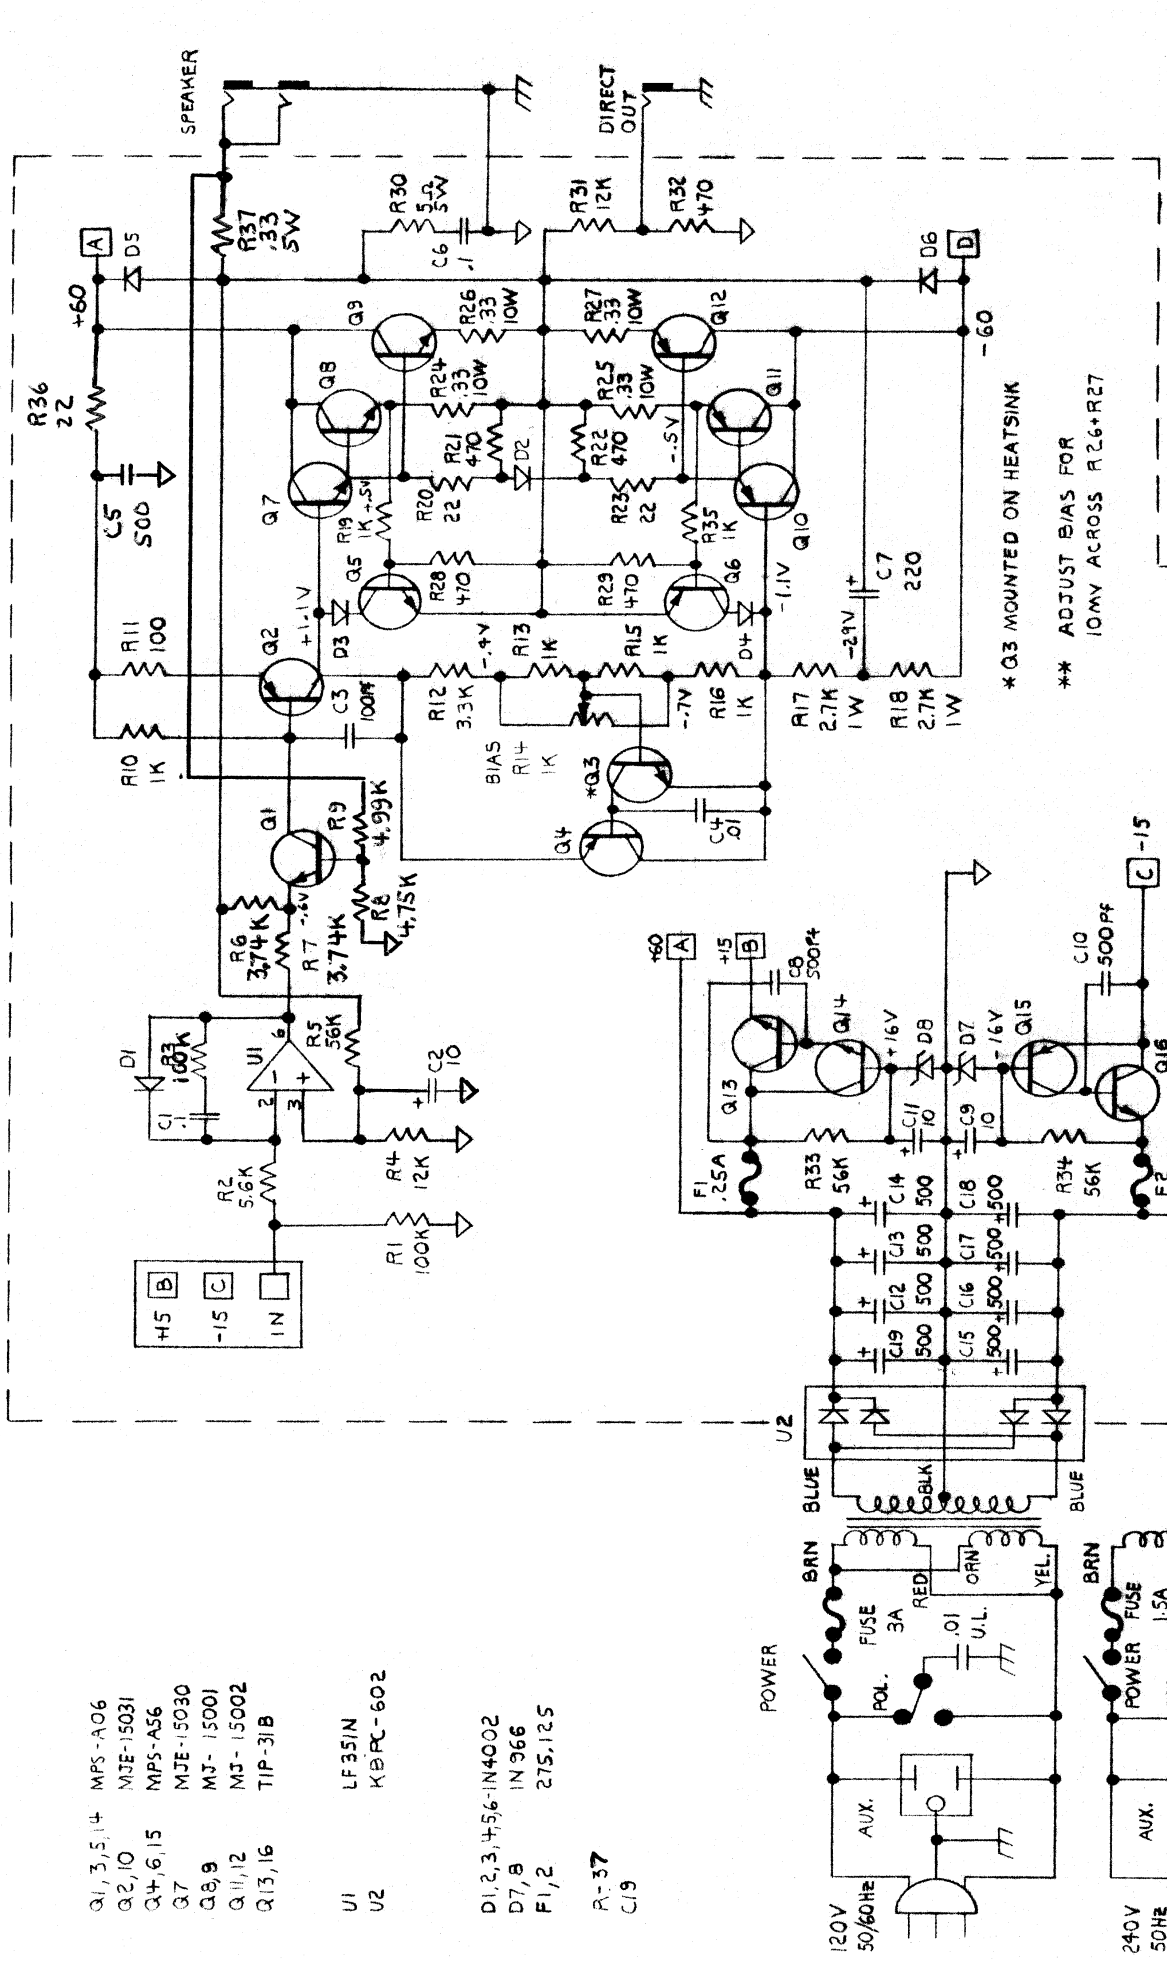 SPEAKER
DIRECT
OUT
A
D5
+60
R36
22
C5
500
R37
.33
5W
R30
5Ω
5W
C6
.1
R31
12K
R32
470
D6
D
-60
Q9
R26
.33
10W
R27
.33
10W
Q12
Q8
R24
.33
10W
R25
.33
10W
Q11
Q7
R19
1K
+.5V
R20
22
R21
470
D2
R22
470
R23
22
-.5V
R35
1K
Q10
Q5
R28
470
R29
470
Q6
+1.1V
D3
D4
-1.1V
R11
100
Q2
R10
1K
C3
100Pf
R12
3.3K
-.4V
R13
1K
R15
1K
-.7V
R16
1K
BIAS
R14
1K
*Q3
Q4
C4
.01
R17
2.7K
1W
-29V
R18
2.7K
1W
C7
+
220
*Q3 MOUNTED ON HEATSINK
** ADJUST BIAS FOR
10MV ACROSS R26+R27
Q1
R9
4.99K
R8
4.75K
R6
3.74K
-.6V
R7
3.74K
D1
R3
100K
C1
.1
U1
2
3
6
-
+
R5
56K
C2
+
10
R4
12K
R2
5.6K
R1
100K
+15
B
-15
C
IN
+60
A
+15
B
C8
500Pf
Q13
Q14
+16V
D8
D7
-16V
Q15
C10
500Pf
C
-15
Q16
F1
.25A
R33
56K
C11
10
C9
10
R34
56K
F2
C14
500
C18
500
C13
500
C17
500
C12
500
C16
500
C19
500
C15
500
U2
BLUE
BLK
BLUE
BRN
RED
ORN
YEL.
BRN
FUSE
3A
FUSE
1.5A
POWER
POL.
.01
U.L.
POWER
AUX.
AUX.
120V
50/60Hz
240V
50Hz
Q1,3,5,14 MPS-A06
Q2,10 MJE-15031
Q4,6,15 MPS-A56
Q7 MJE-15030
Q8,9 MJ-15001
Q11,12 MJ-15002
Q13,16 TIP-31B
U1 LF351N
U2 KBPC-602
D1,2,3,4,5,6-1N4002
D7,8 1N966
F1,2 275.125
R-37
C19